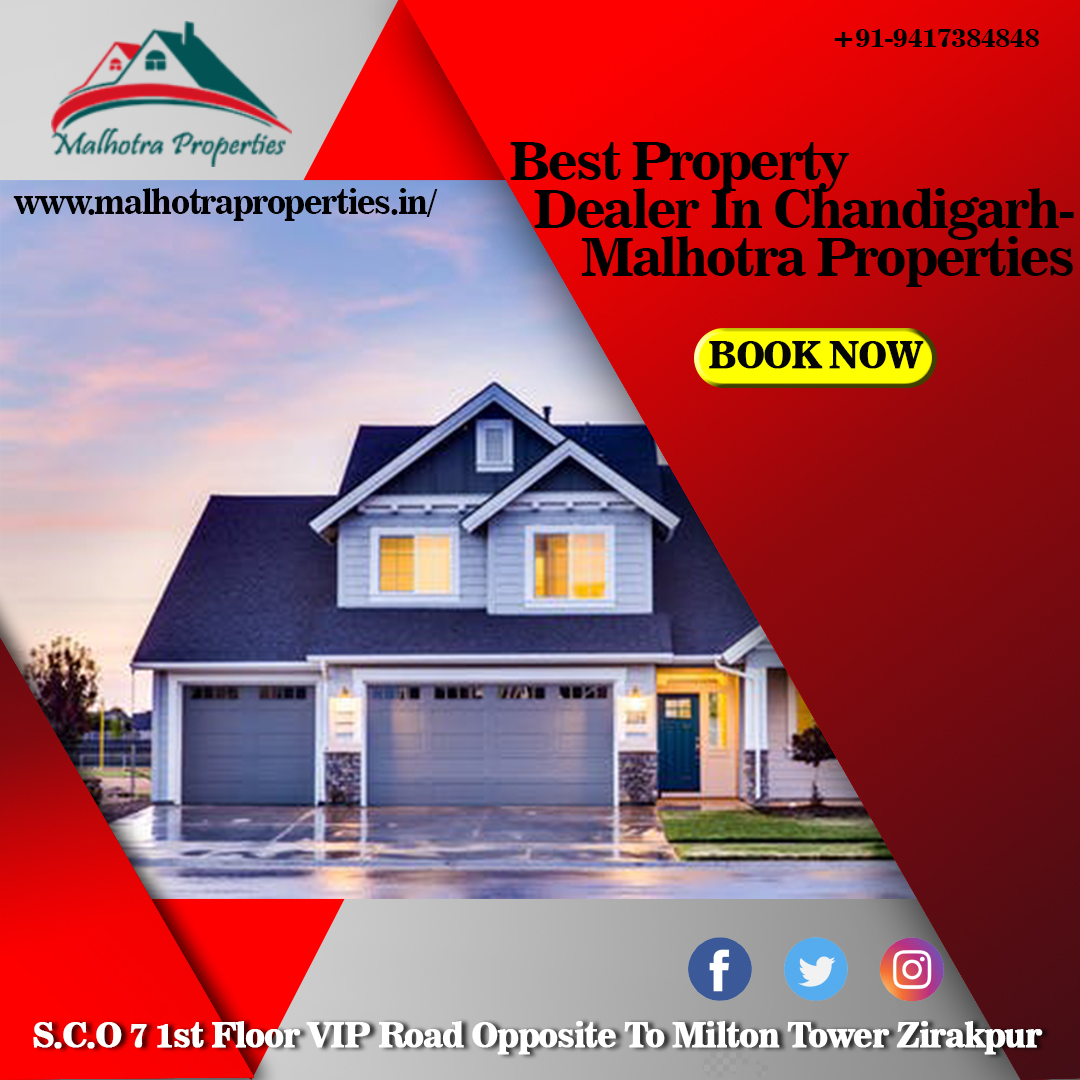 Malhotra Properties
+91-9417384848
www.malhotraproperties.in/
Best Property
Dealer In Chandigarh-
Malhotra Properties
BOOK NOW
S.C.O 7 1st Floor VIP Road Opposite To Milton Tower Zirakpur